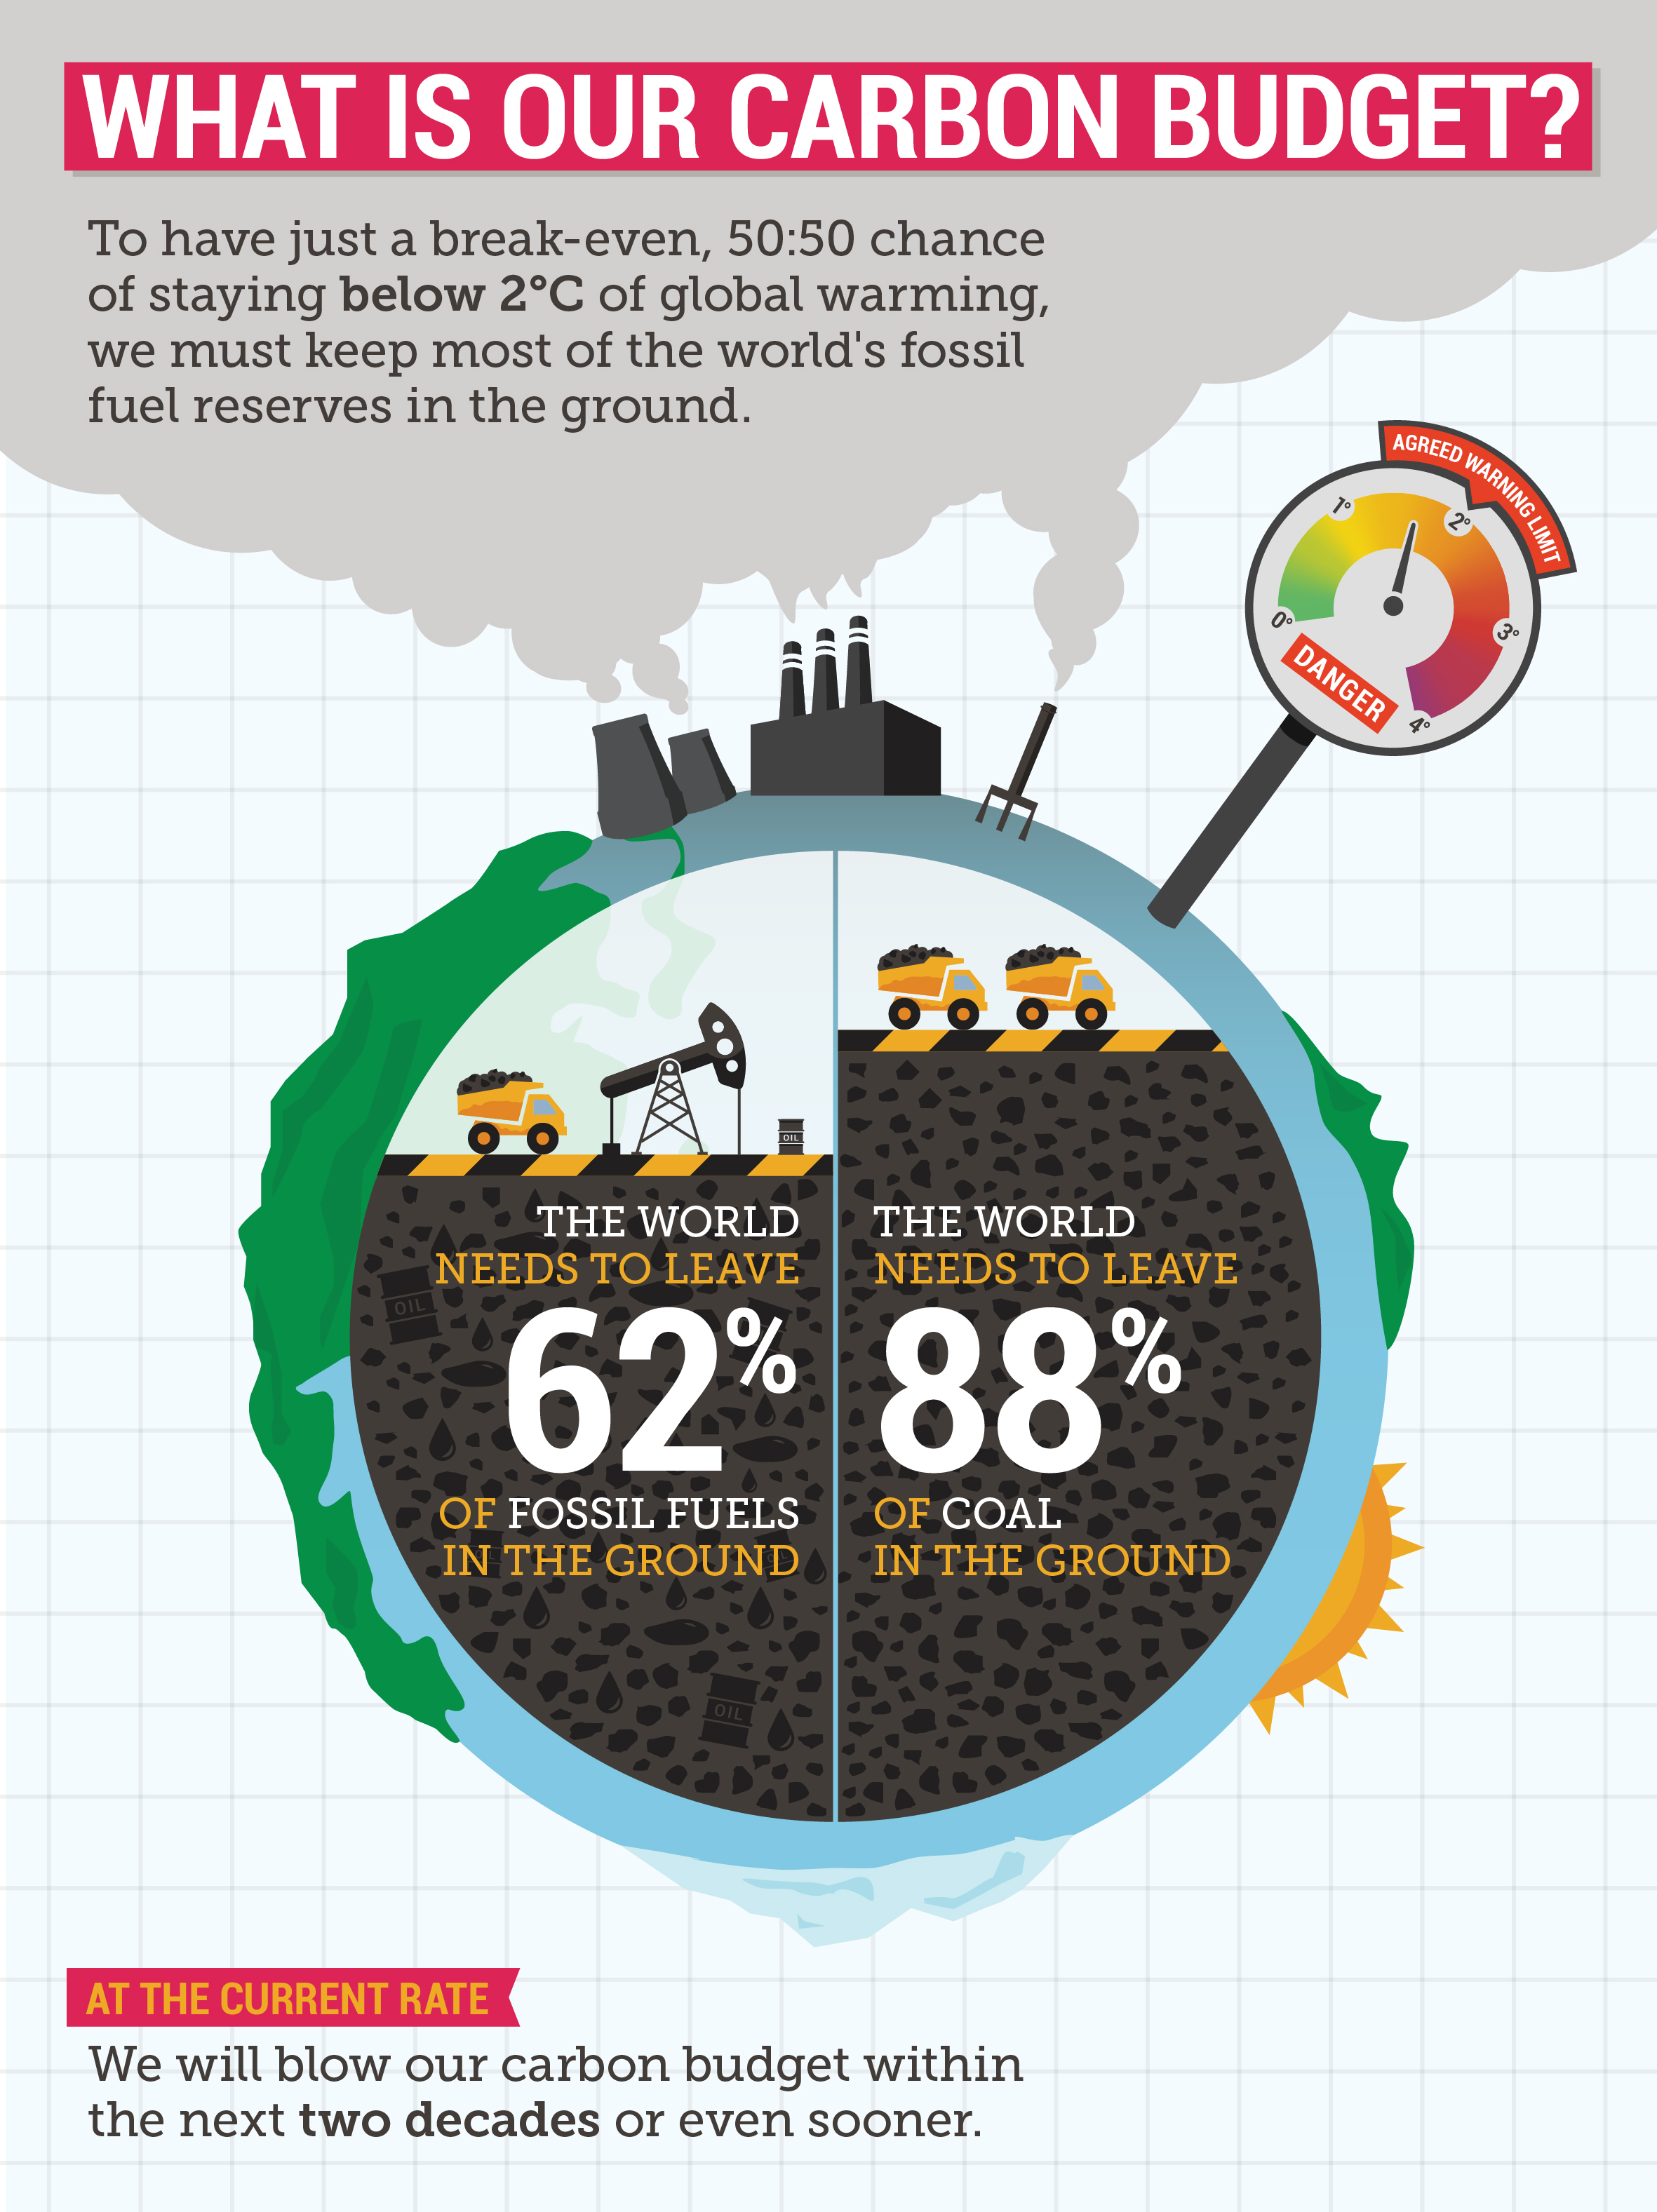 WHAT IS OUR CARBON BUDGET?
To have just a break-even, 50:50 chance
of staying below 2°C of global warming,
we must keep most of the world's fossil
fuel reserves in the ground.
AGREED WARNING LIMIT
0°
1°
2°
3°
4°
DANGER
OIL
THE WORLD
NEEDS TO LEAVE
62%
OF FOSSIL FUELS
IN THE GROUND
THE WORLD
NEEDS TO LEAVE
88%
OF COAL
IN THE GROUND
OIL
OIL
AT THE CURRENT RATE
We will blow our carbon budget within
the next two decades or even sooner.